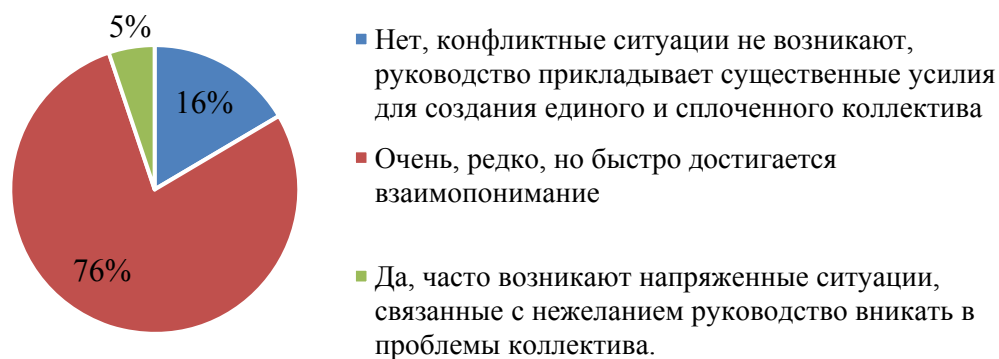 5%
16%
76%
Нет, конфликтные ситуации не возникают,
руководство прикладывает существенные усилия
для создания единого и сплоченного коллектива
Очень, редко, но быстро достигается
взаимопонимание
Да, часто возникают напряженные ситуации,
связанные с нежеланием руководство вникать в
проблемы коллектива.